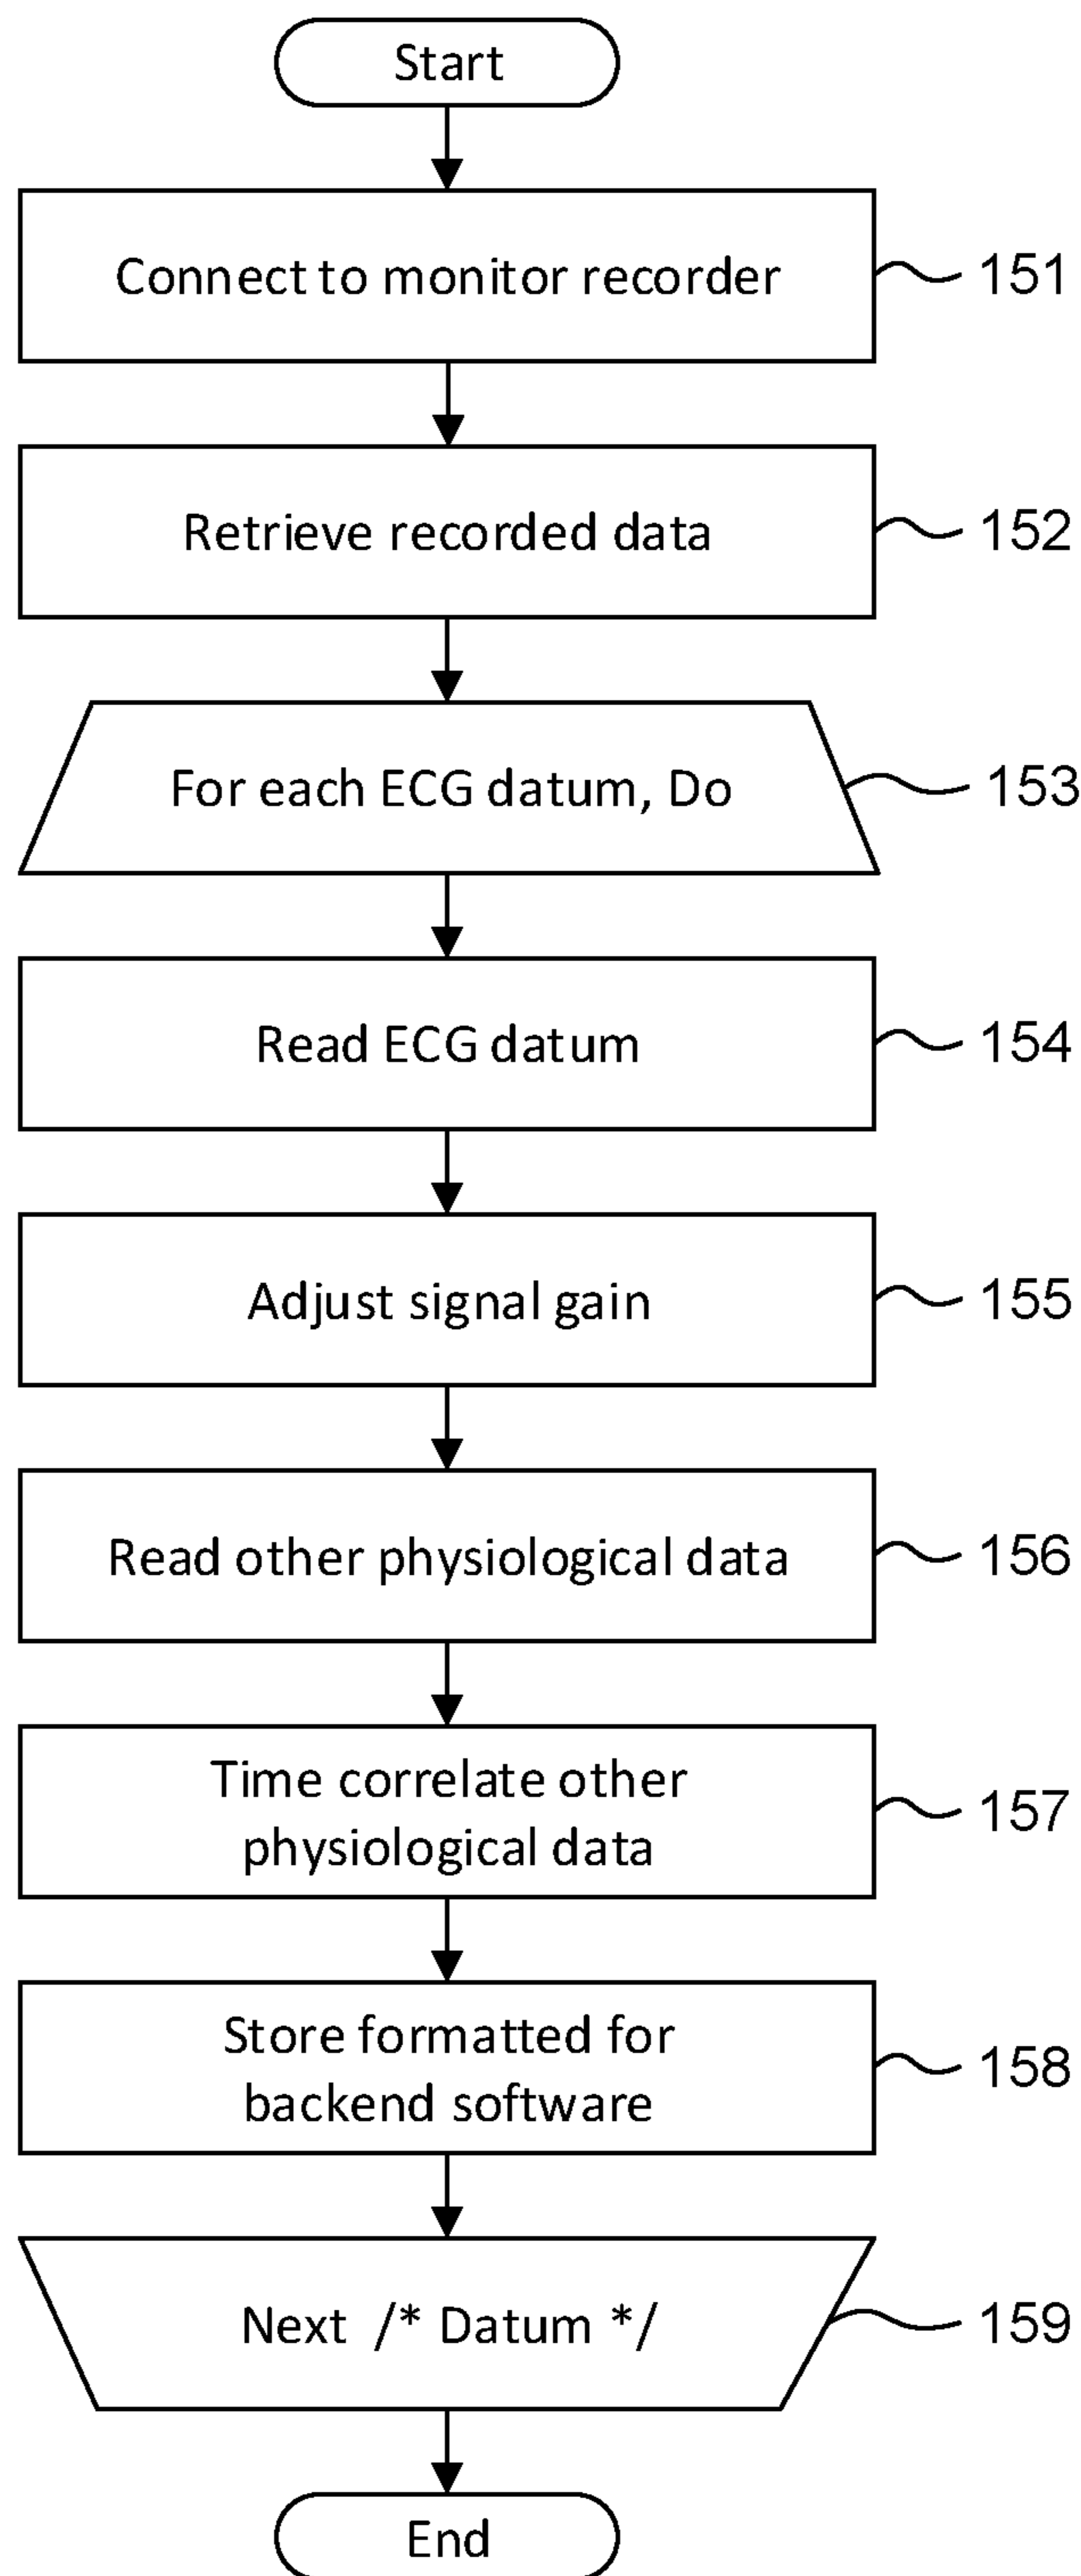 Start
Connect to monitor recorder
151
Retrieve recorded data
152
For each ECG datum, Do
153
Read ECG datum
154
Adjust signal gain
155
Read other physiological data
156
Time correlate other
physiological data
157
Store formatted for
backend software
158
Next /* Datum */
159
End